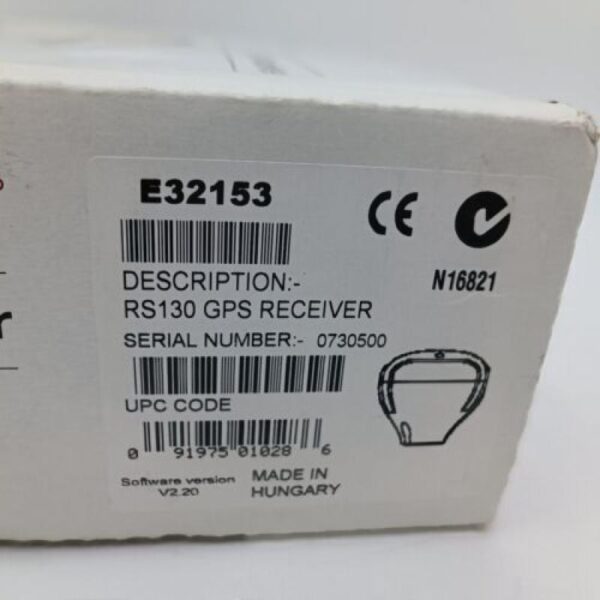 E32153
CE
N16821
DESCRIPTION:-
RS130 GPS RECEIVER
SERIAL NUMBER:- 0730500
UPC CODE
0 91975 01028 6
Software version
V2.20
MADE IN
HUNGARY
r